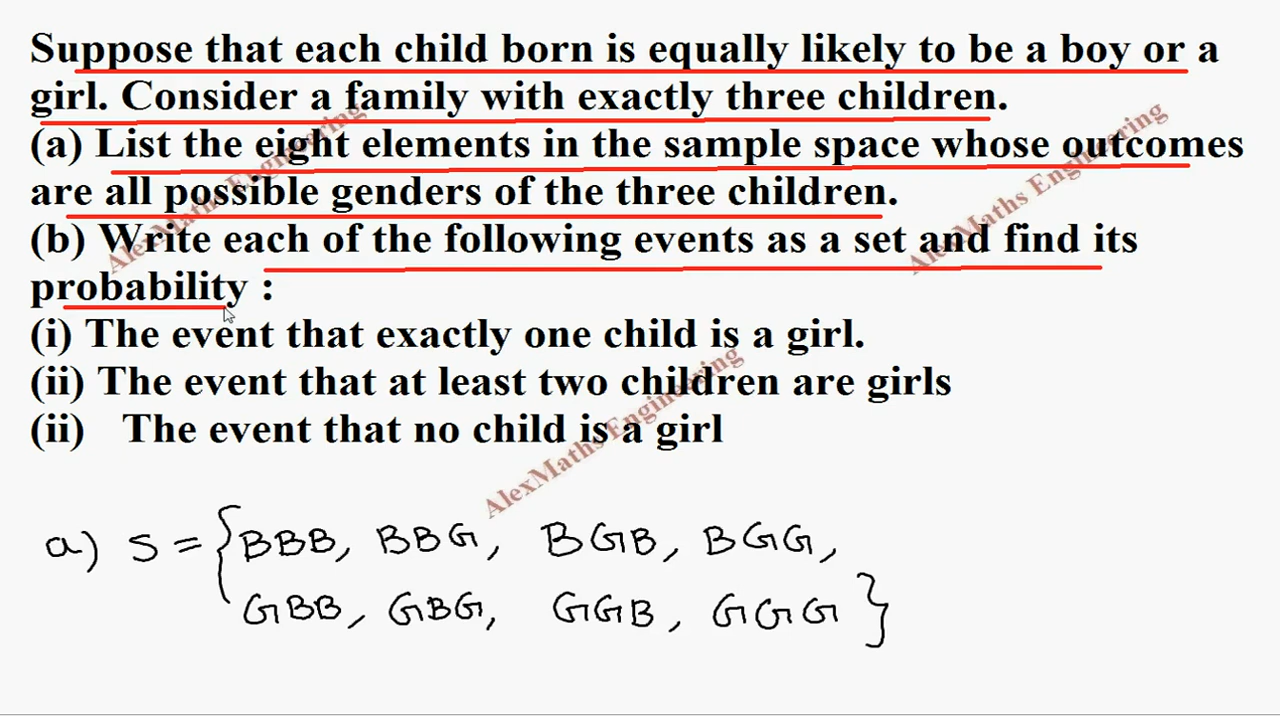 Suppose that each child born is equally likely to be a boy or a
girl. Consider a family with exactly three children.
(a) List the eight elements in the sample space whose outcomes
are all possible genders of the three children.
(b) Write each of the following events as a set and find its
probability :
(i) The event that exactly one child is a girl.
(ii) The event that at least two children are girls
(ii) The event that no child is a girl
AlexMaths Engineering
AlexMaths Engineering
AlexMaths Engineering
a) S = {BBB, BBG, BGB, BGG,
GBB, GBG, GGB, GGG}